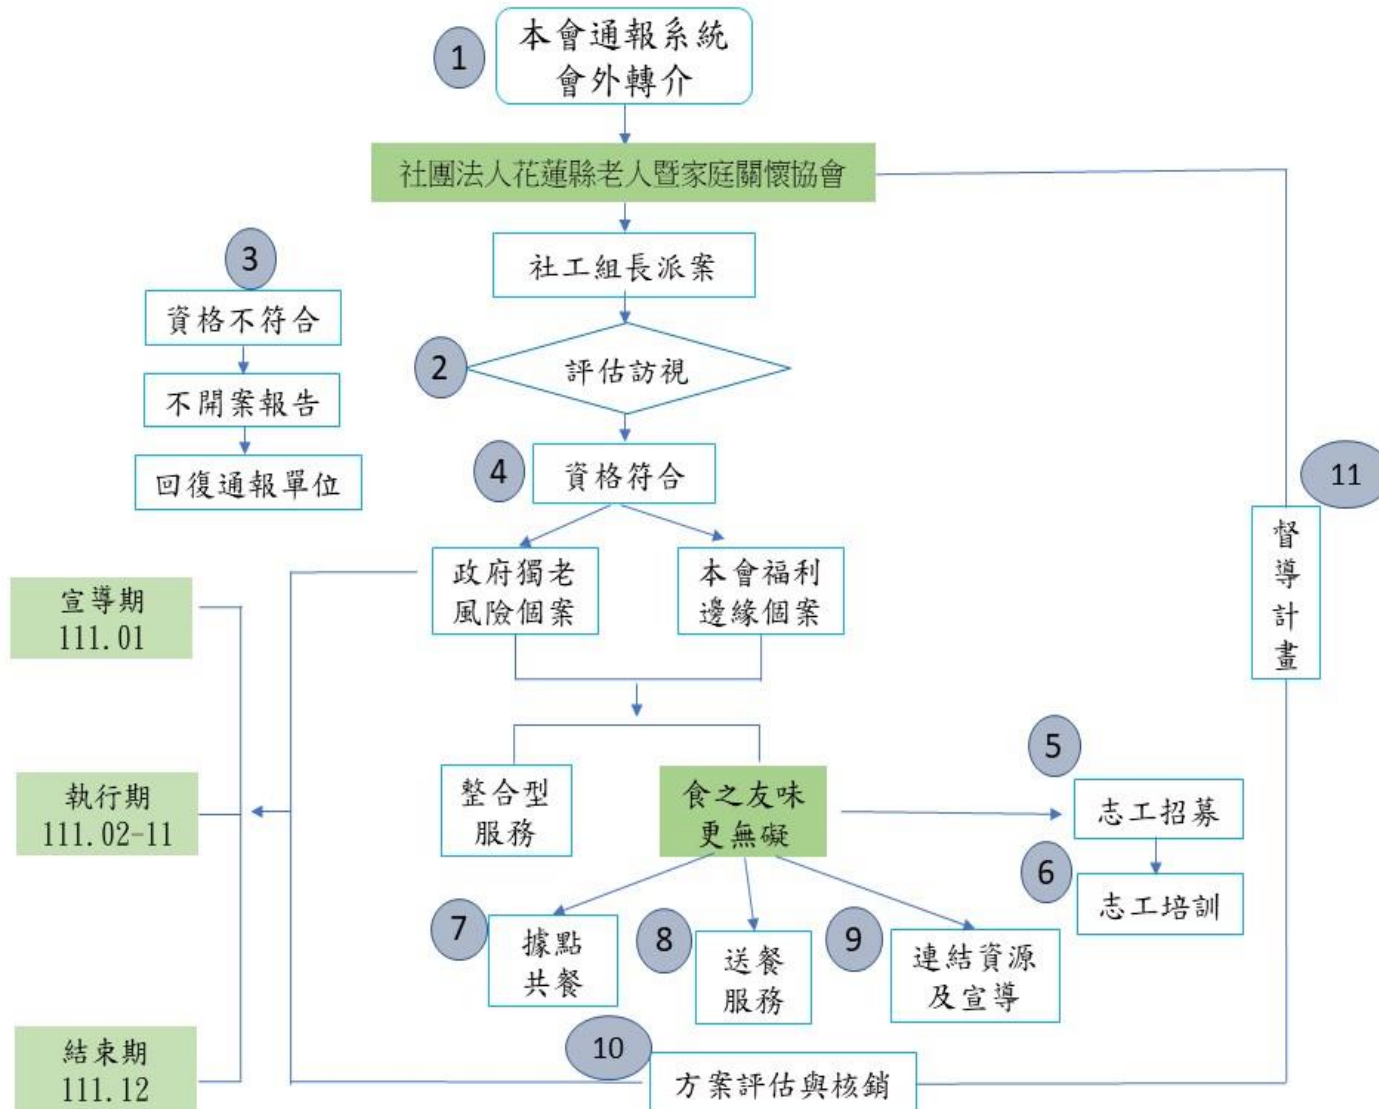 1
本會通報系統
會外轉介
社團法人花蓮縣老人暨家庭關懷協會
社工組長派案
3
資格不符合
不開案報告
回復通報單位
2
評估訪視
4
資格符合
11
督
導
計
畫
政府獨老
風險個案
本會福利
邊緣個案
宣導期
111.01
執行期
111.02-11
結束期
111.12
整合型
服務
食之友味
更無礙
5
志工招募
6
志工培訓
7
據點
共餐
8
送餐
服務
9
連結資源
及宣導
10
方案評估與核銷